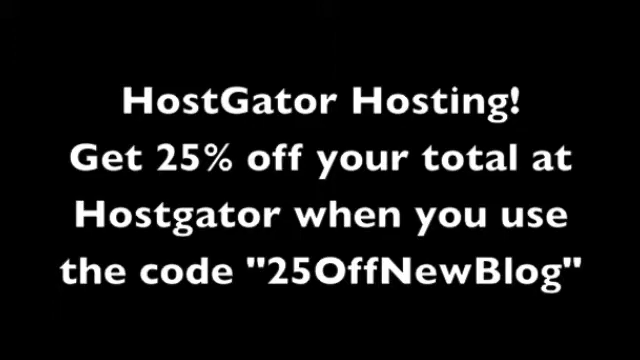 HostGator Hosting!
Get 25% off your total at
Hostgator when you use
the code "25OffNewBlog"